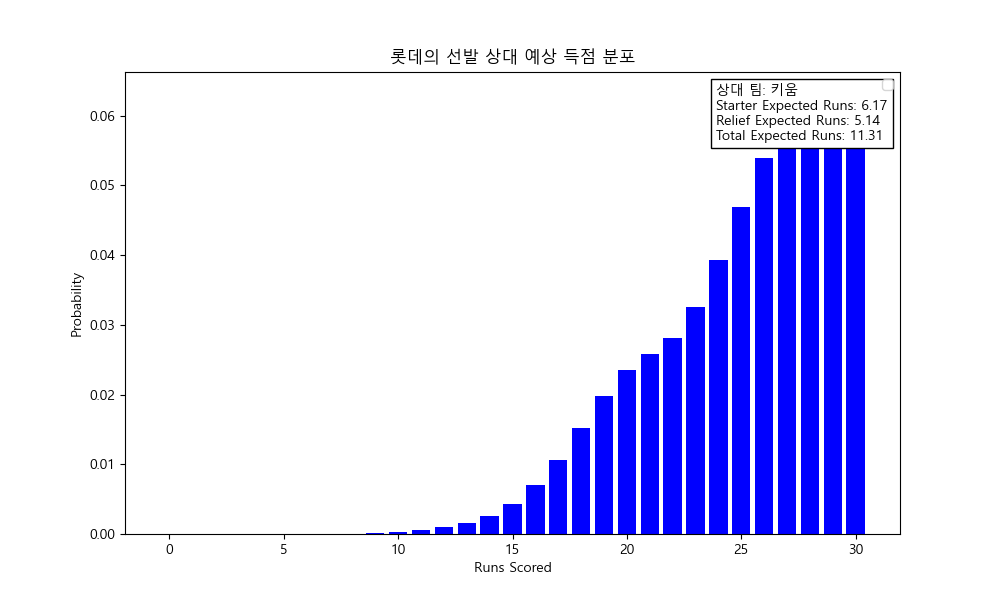 롯데의 선발 상대 예상 득점 분포
상대 팀: 키움
Starter Expected Runs: 6.17
Relief Expected Runs: 5.14
Total Expected Runs: 11.31
0.06
0.05
0.04
0.03
0.02
0.01
0.00
Probability
0 5 10 15 20 25 30
Runs Scored